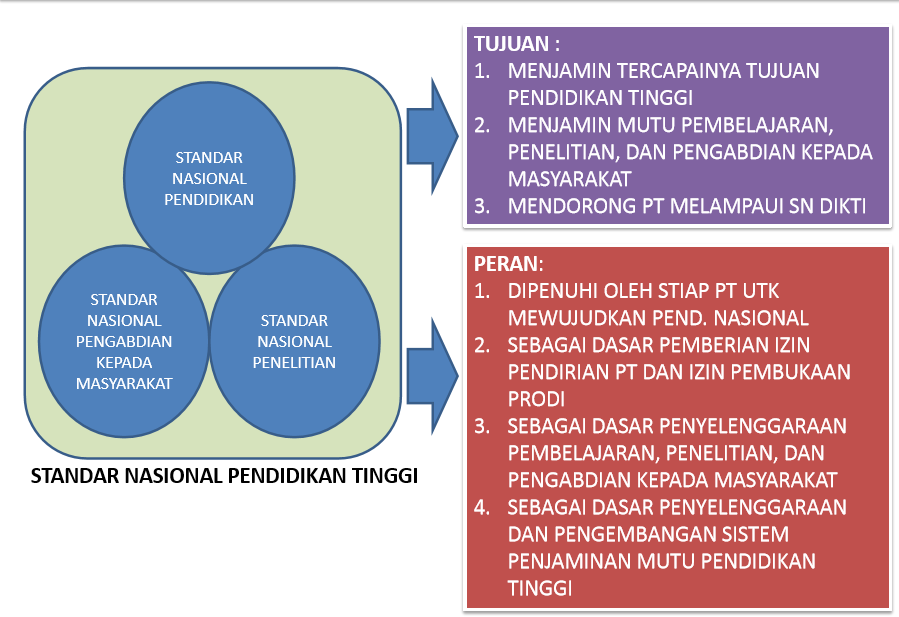 STANDAR
NASIONAL
PENDIDIKAN
STANDAR
NASIONAL
PENGABDIAN
KEPADA
MASYARAKAT
STANDAR
NASIONAL
PENELITIAN
STANDAR NASIONAL PENDIDIKAN TINGGI
TUJUAN :
1. MENJAMIN TERCAPAINYA TUJUAN
PENDIDIKAN TINGGI
2. MENJAMIN MUTU PEMBELAJARAN,
PENELITIAN, DAN PENGABDIAN KEPADA
MASYARAKAT
3. MENDORONG PT MELAMPAUI SN DIKTI
PERAN:
1. DIPENUHI OLEH STIAP PT UTK
MEWUJUDKAN PEND. NASIONAL
2. SEBAGAI DASAR PEMBERIAN IZIN
PENDIRIAN PT DAN IZIN PEMBUKAAN
PRODI
3. SEBAGAI DASAR PENYELENGGARAAN
PEMBELAJARAN, PENELITIAN, DAN
PENGABDIAN KEPADA MASYARAKAT
4. SEBAGAI DASAR PENYELENGGARAAN
DAN PENGEMBANGAN SISTEM
PENJAMINAN MUTU PENDIDIKAN
TINGGI